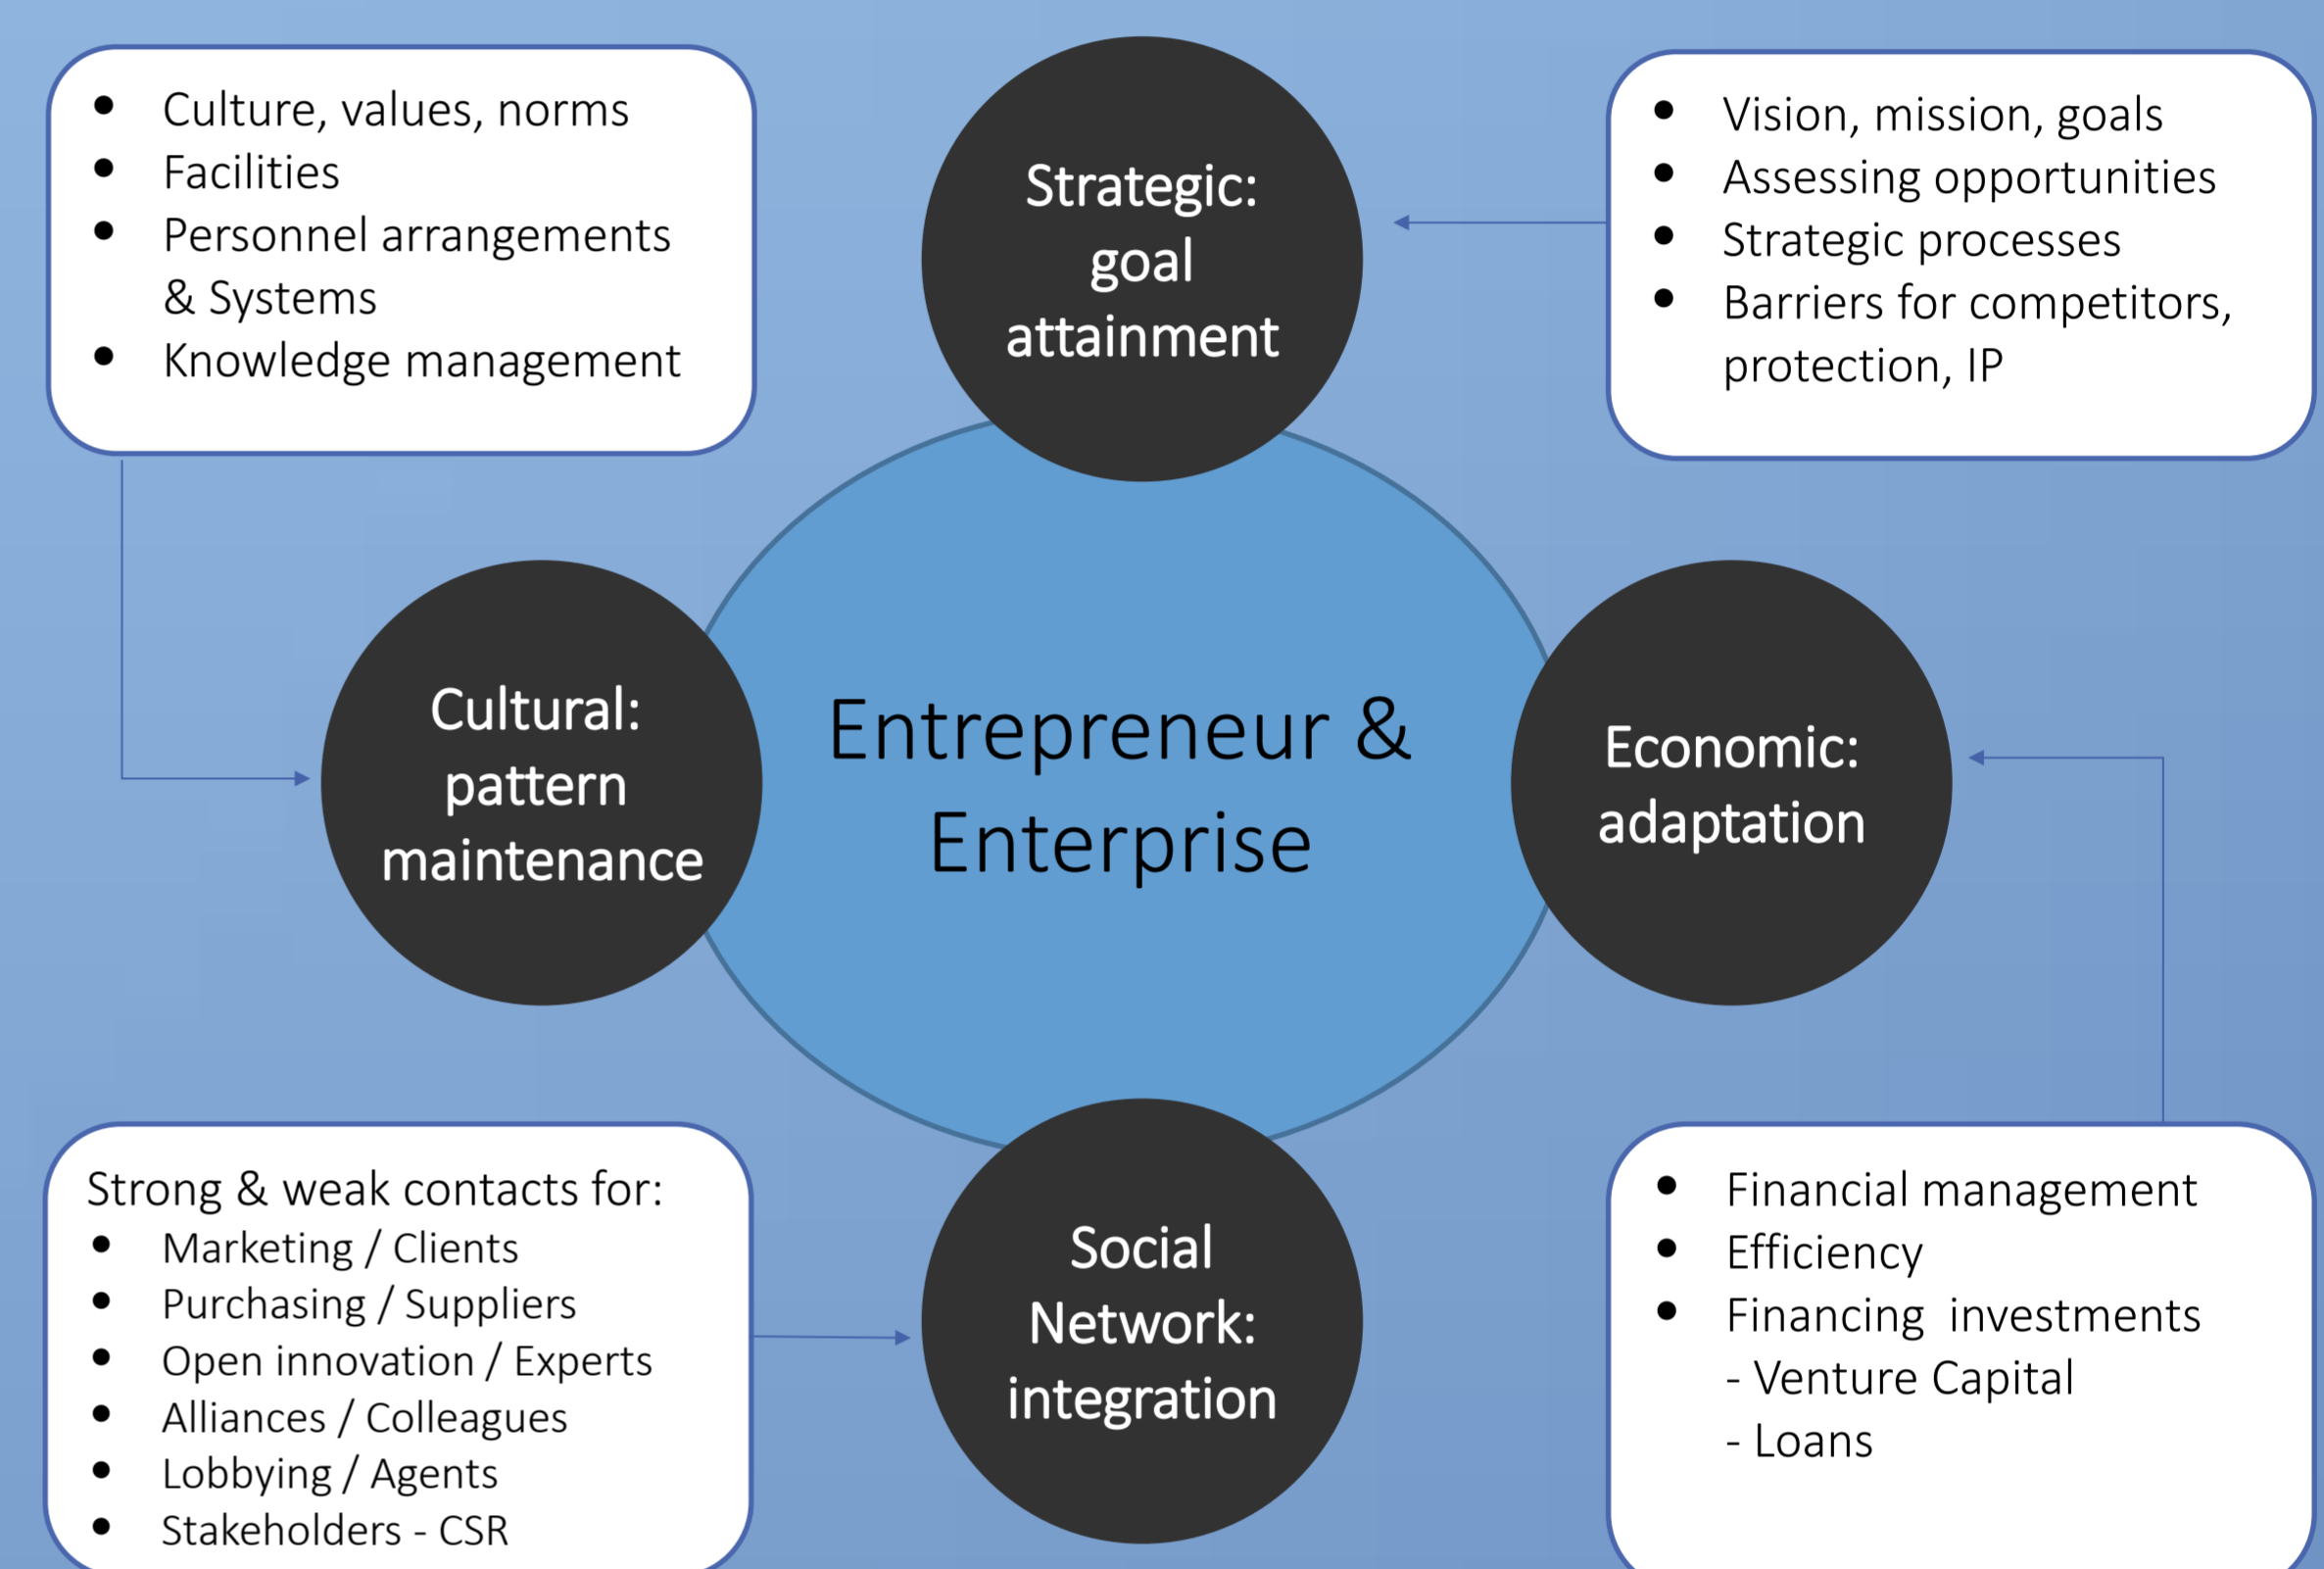 • Culture, values, norms
• Facilities
• Personnel arrangements
& Systems
• Knowledge management
Strategic:
goal
attainment
• Vision, mission, goals
• Assessing opportunities
• Strategic processes
• Barriers for competitors,
protection, IP
Cultural:
pattern
maintenance
Entrepreneur &
Enterprise
Economic:
adaptation
Strong & weak contacts for:
• Marketing / Clients
• Purchasing / Suppliers
• Open innovation / Experts
• Alliances / Colleagues
• Lobbying / Agents
• Stakeholders - CSR
Social
Network:
integration
• Financial management
• Efficiency
• Financing investments
- Venture Capital
- Loans